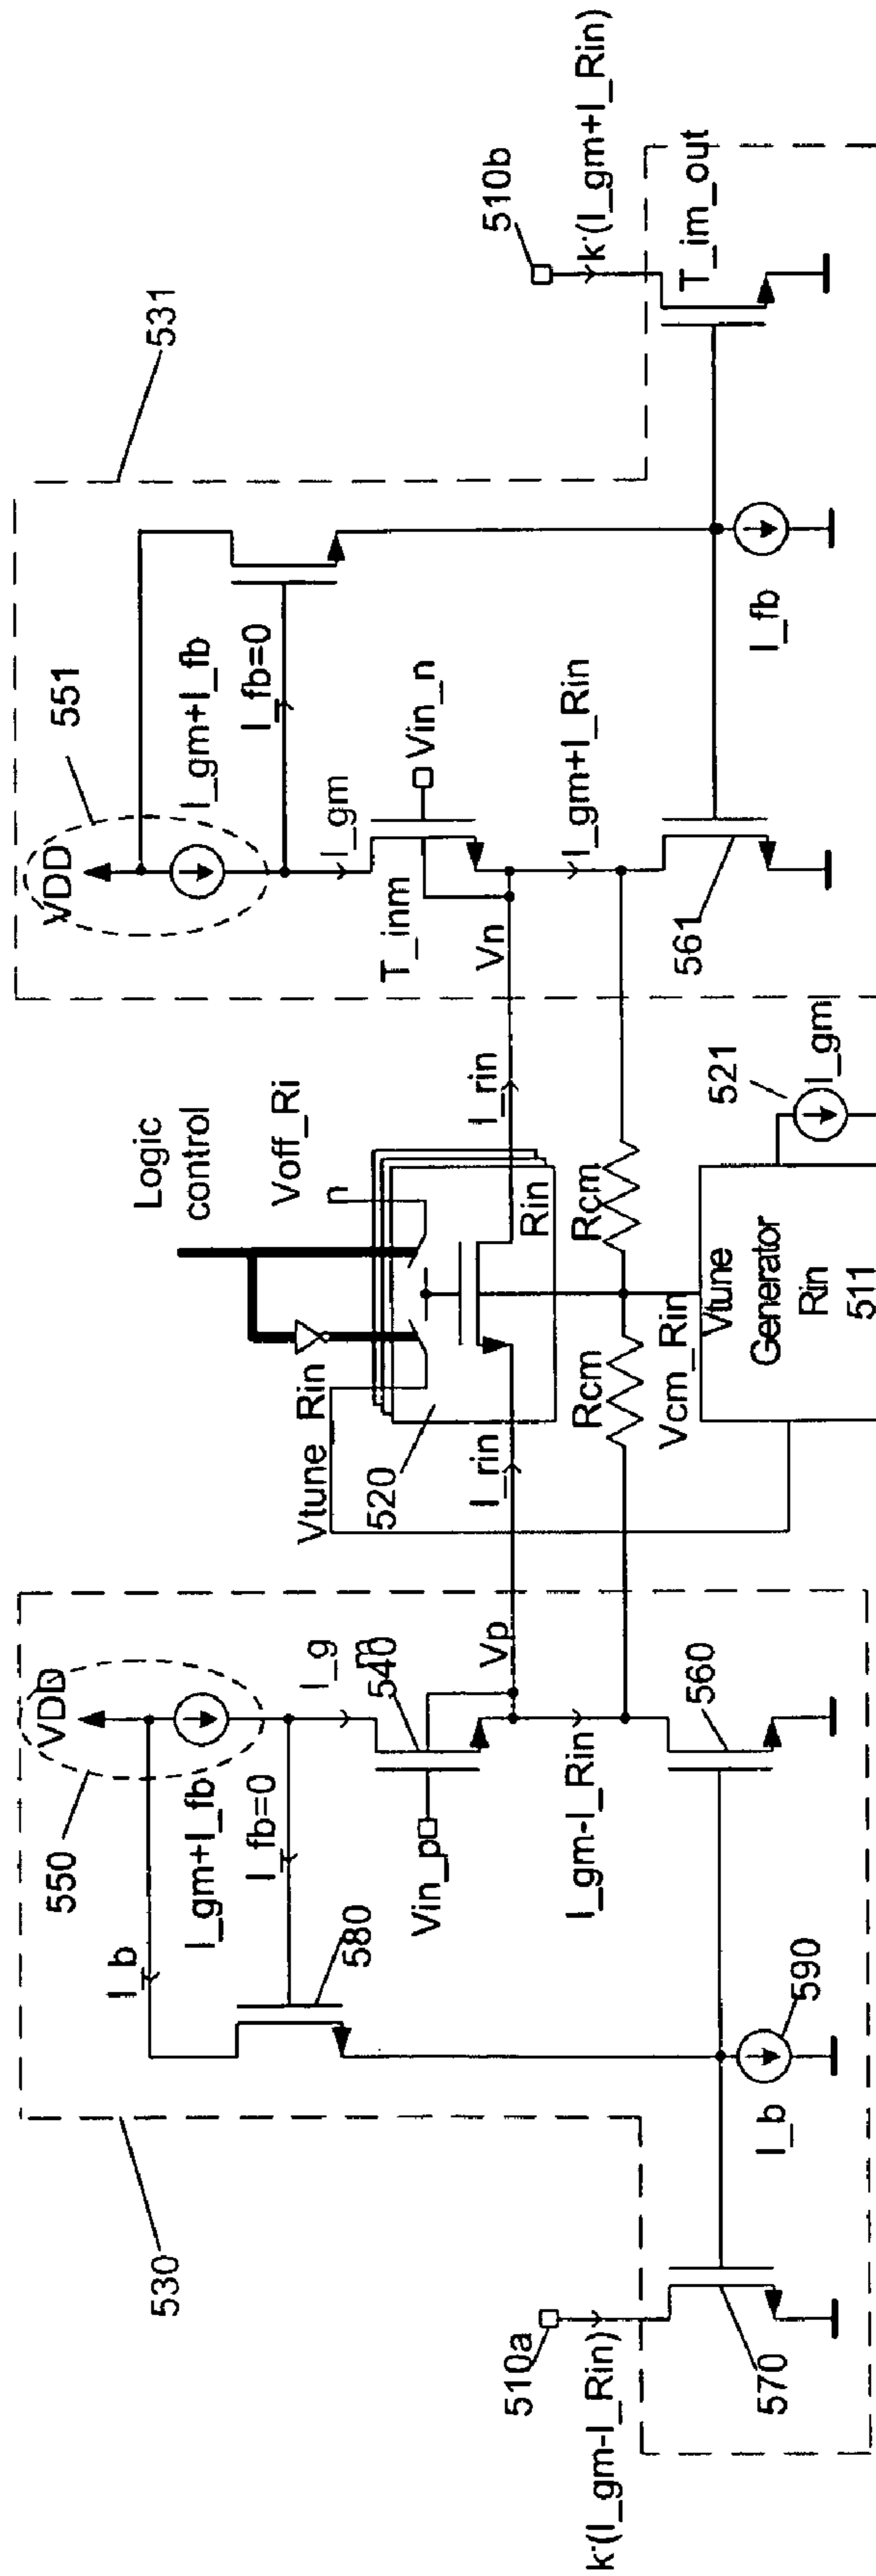 530
550
VDD
I_b
I_gm+I_fb
I_fb=0
I_g
m
540
580
Vin_p
Vp
I_gm-I_Rin
560
590
I_b
570
510a
k·(I_gm-I_Rin)
Logic
control
Voff_Ri
n
Vtune_Rin
520
Rin
I_rin
I_rin
Rcm
Rcm
Vcm_Rin
Vtune
Generator
Rin
511
521
I_gm
531
551
VDD
I_gm+I_fb
I_fb=0
I_gm
T_inm
Vin_n
Vn
I_gm+I_Rin
561
I_fb
510b
k·(I_gm+I_Rin)
T_im_out